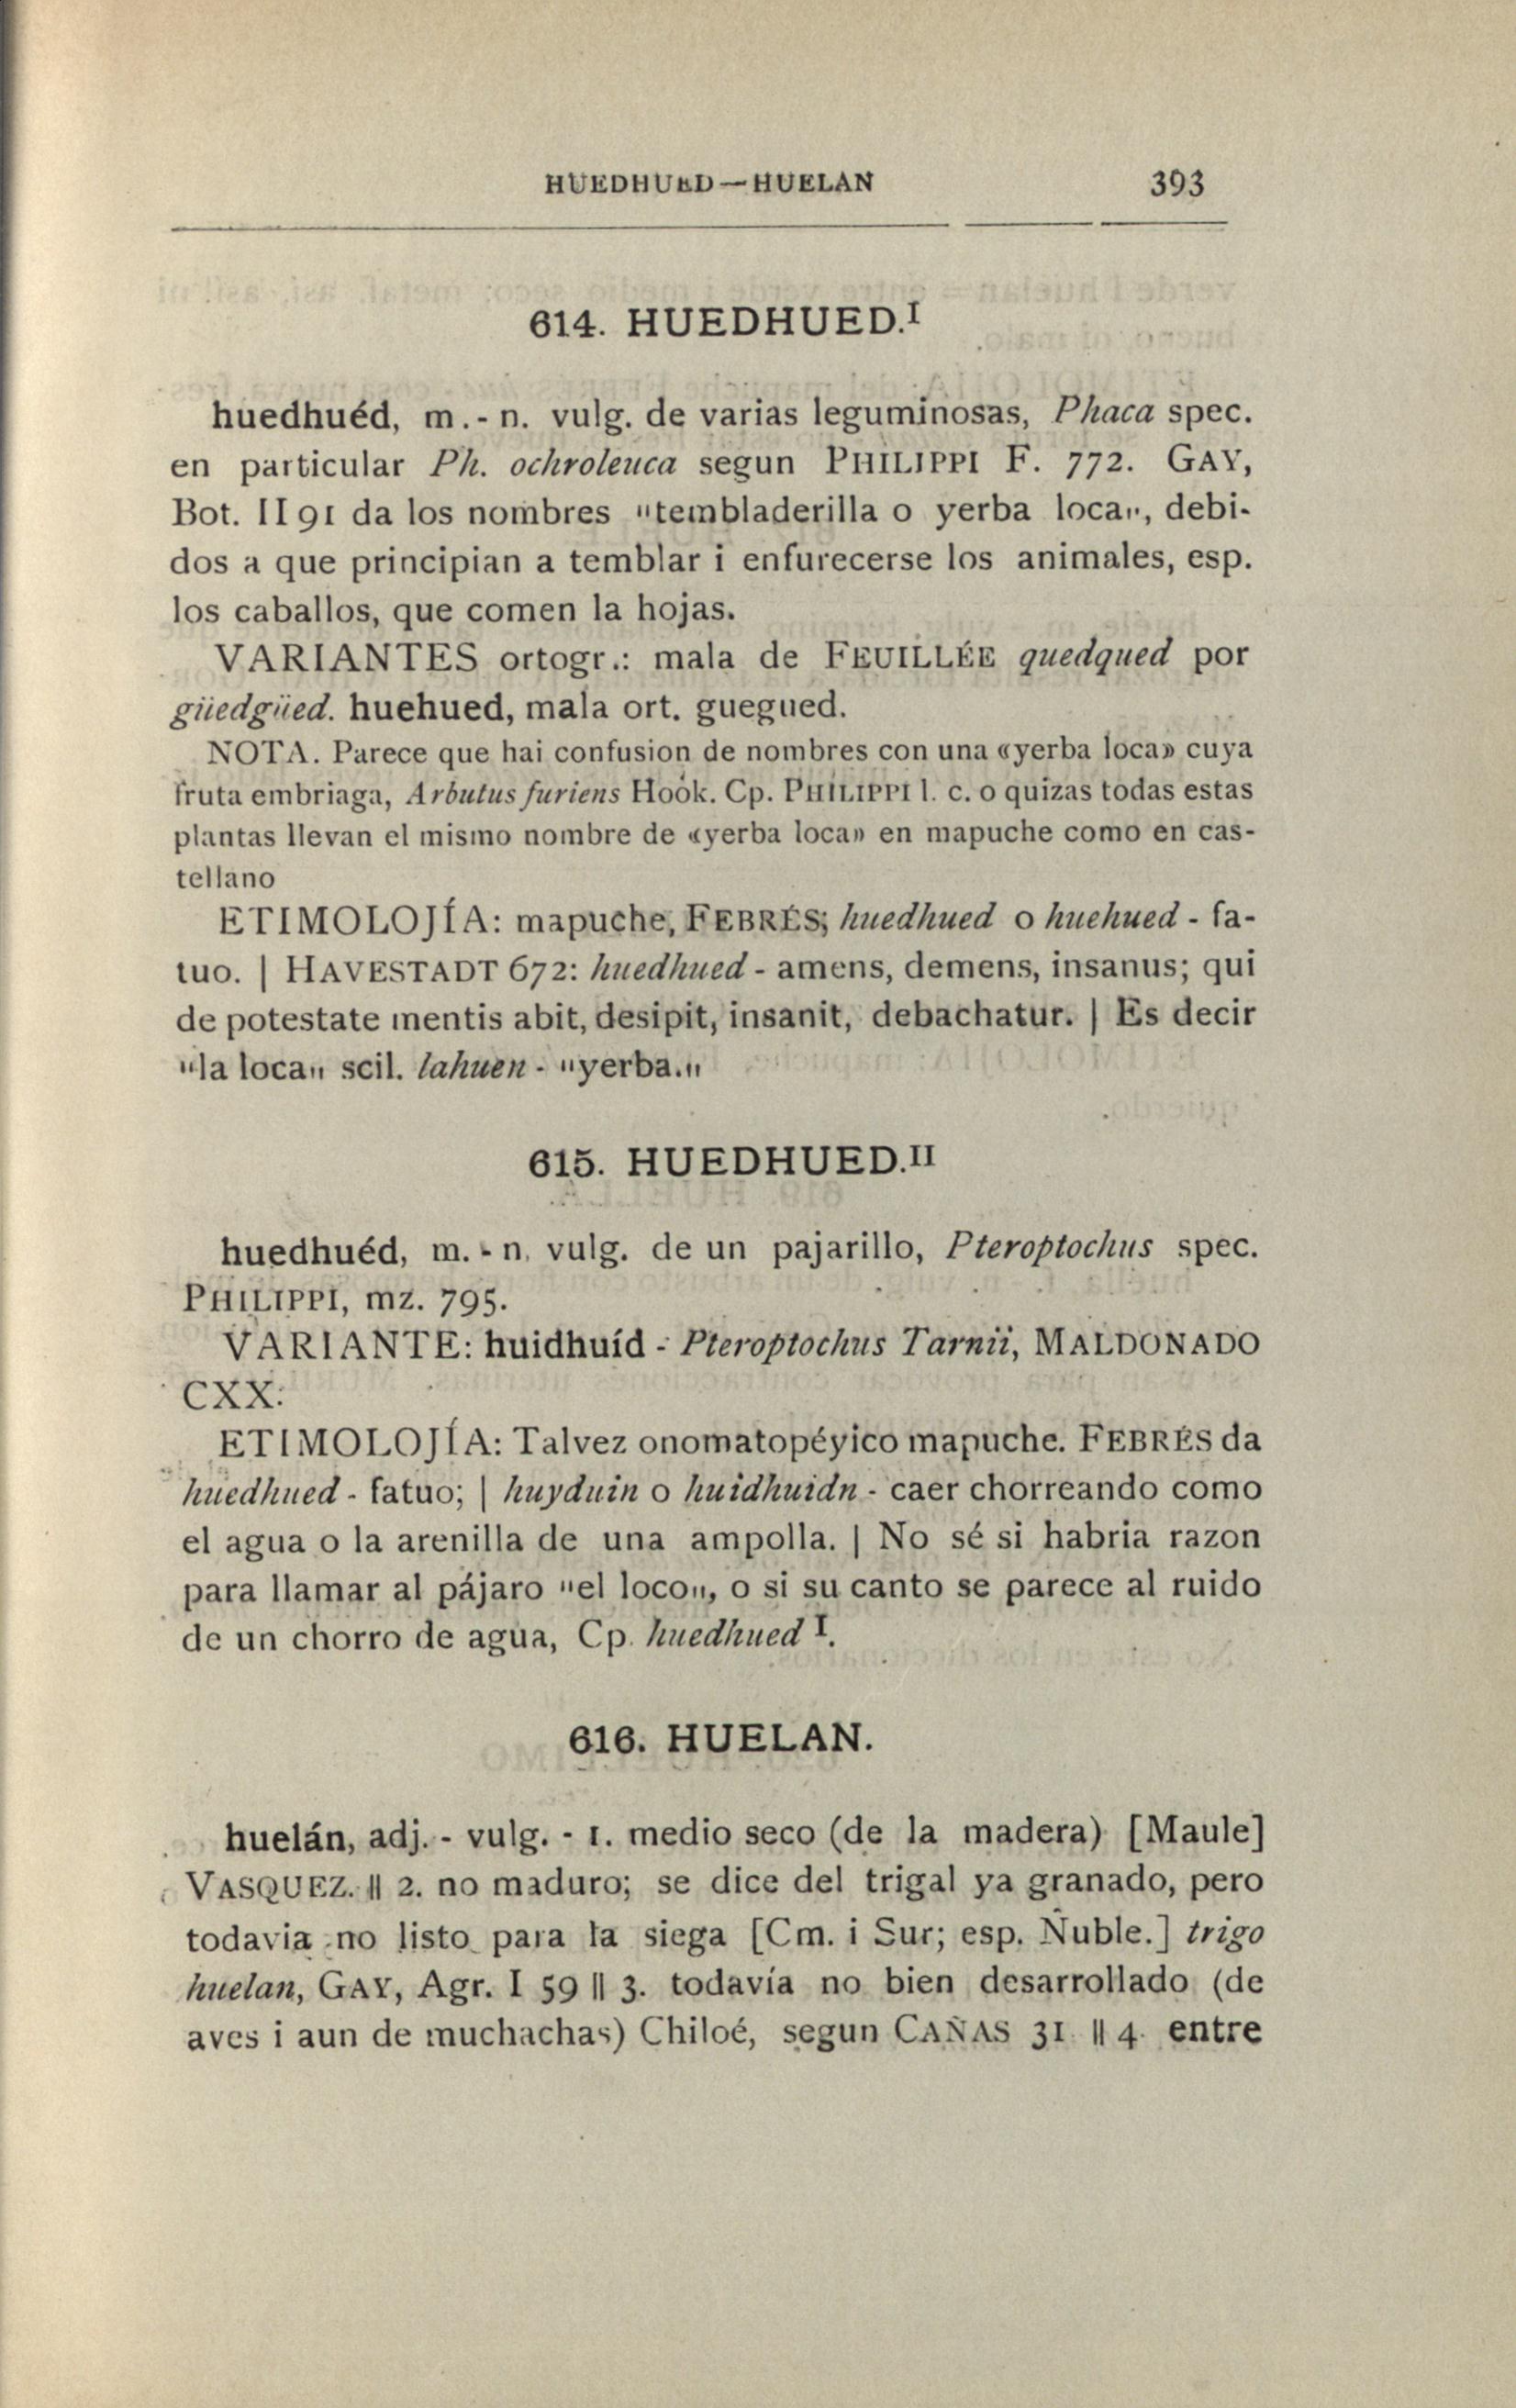 HUEDHUED—HUELAN 393
614. HUEDHUED.I
huedhuéd, m.- n. vulg. de varias leguminosas, Phaca spec.
en particular Ph. ochroleuca segun PHILIPPI F. 772. GAY,
Bot. II 91 da los nombres "tembladerilla o yerba loca", debi-
dos a que principian a temblar i enfurecerse los animales, esp.
los caballos, que comen la hojas.
VARIANTES ortogr.: mala de FEUILLÉE quedqued por
güedgüed. huehued, mala ort. guegued.
NOTA. Parece que hai confusion de nombres con una «yerba loca» cuya
fruta embriaga, Arbutus furiens Hook. Cp. PHILIPPI l. c. o quizas todas estas
plantas llevan el mismo nombre de «yerba loca» en mapuche como en cas-
tellano
ETIMOLOJÍA: mapuche, FEBRÉS; huedhued o huehued - fa-
tuo. | HAVESTADT 672: huedhued - amens, demens, insanus; qui
de potestate mentis abit, desipit, insanit, debachatur. | Es decir
"la loca" scil. lahuen - "yerba."
615. HUEDHUED.II
huedhuéd, m. - n. vulg. de un pajarillo, Pteroptochus spec.
PHILIPPI, mz. 795.
VARIANTE: huidhuíd - Pteroptochus Tarnii, MALDONADO
CXX.
ETIMOLOJÍA: Talvez onomatopéyico mapuche. FEBRÉS da
huedhued - fatuo; | huyduin o huidhuidn - caer chorreando como
el agua o la arenilla de una ampolla. | No sé si habria razon
para llamar al pájaro "el loco", o si su canto se parece al ruido
de un chorro de agua, Cp. huedhued I.
616. HUELAN.
huelán, adj. - vulg. - 1. medio seco (de la madera) [Maule]
VASQUEZ. || 2. no maduro; se dice del trigal ya granado, pero
todavia no listo para la siega [Cm. i Sur; esp. Ñuble.] trigo
huelan, GAY, Agr. I 59 || 3. todavía no bien desarrollado (de
aves i aun de muchachas) Chiloé, segun CAÑAS 31 || 4. entre